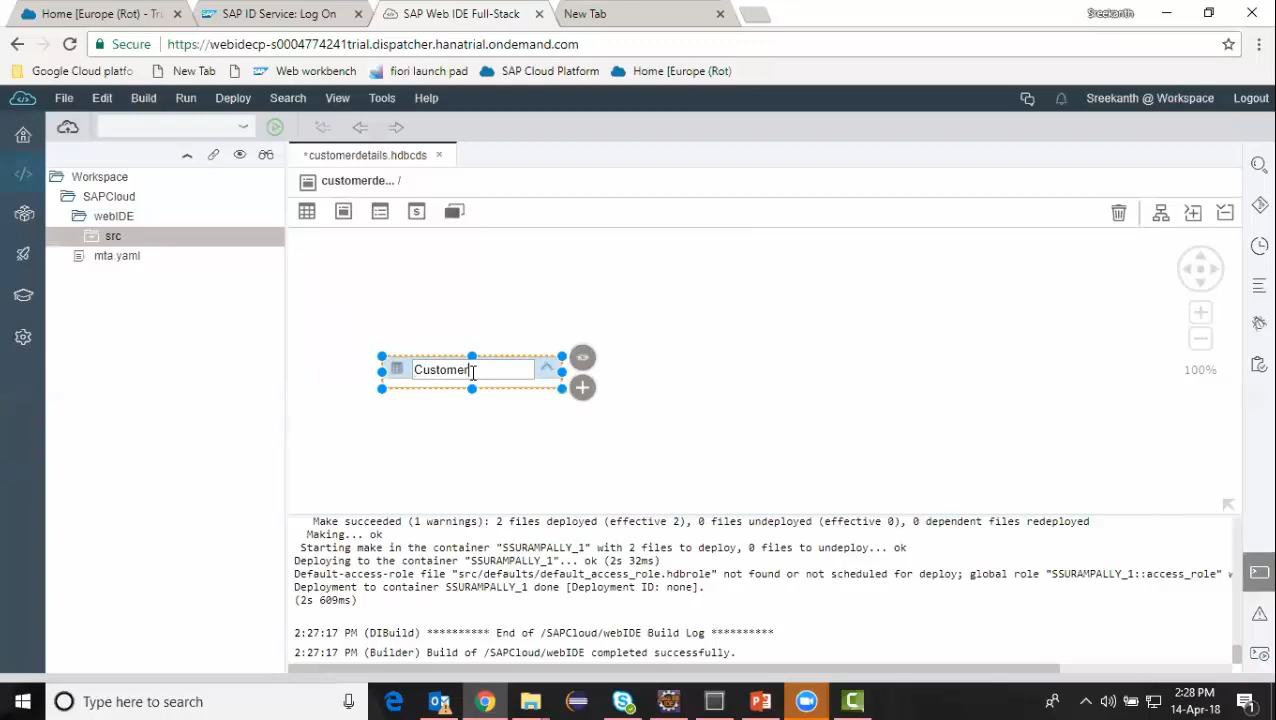 Home [Europe (Rot) - Tru
SAP ID Service: Log On
SAP Web IDE Full-Stack
New Tab
Sreekanth
Secure
https://webidecp-s0004774241trial.dispatcher.hanatrial.ondemand.com
Google Cloud platfo
New Tab
Web workbench
fiori launch pad
SAP Cloud Platform
Home [Europe (Rot)
File Edit Build Run Deploy Search View Tools Help
Sreekanth @ Workspace
Logout
*customerdetails.hdbcds
Workspace
customerde... /
SAPCloud
webIDE
src
mta.yaml
Customer
100%
Make succeeded (1 warnings): 2 files deployed (effective 2), 0 files undeployed (effective 0), 0 dependent files redeployed
Making... ok
Starting make in the container "SSURAMPALLY_1" with 2 files to deploy, 0 files to undeploy... ok
Deploying to the container "SSURAMPALLY_1"... ok (2s 32ms)
Default-access-role file "src/defaults/default_access_role.hdbrole" not found or not scheduled for deploy; global role "SSURAMPALLY_1::access_role" w
Deployment to container SSURAMPALLY_1 done [Deployment ID: none].
(2s 609ms)
2:27:17 PM (DIBuild) ********** End of /SAPCloud/webIDE Build Log **********
2:27:17 PM (Builder) Build of /SAPCloud/webIDE completed successfully.
Type here to search
2:28 PM
14-Apr-18